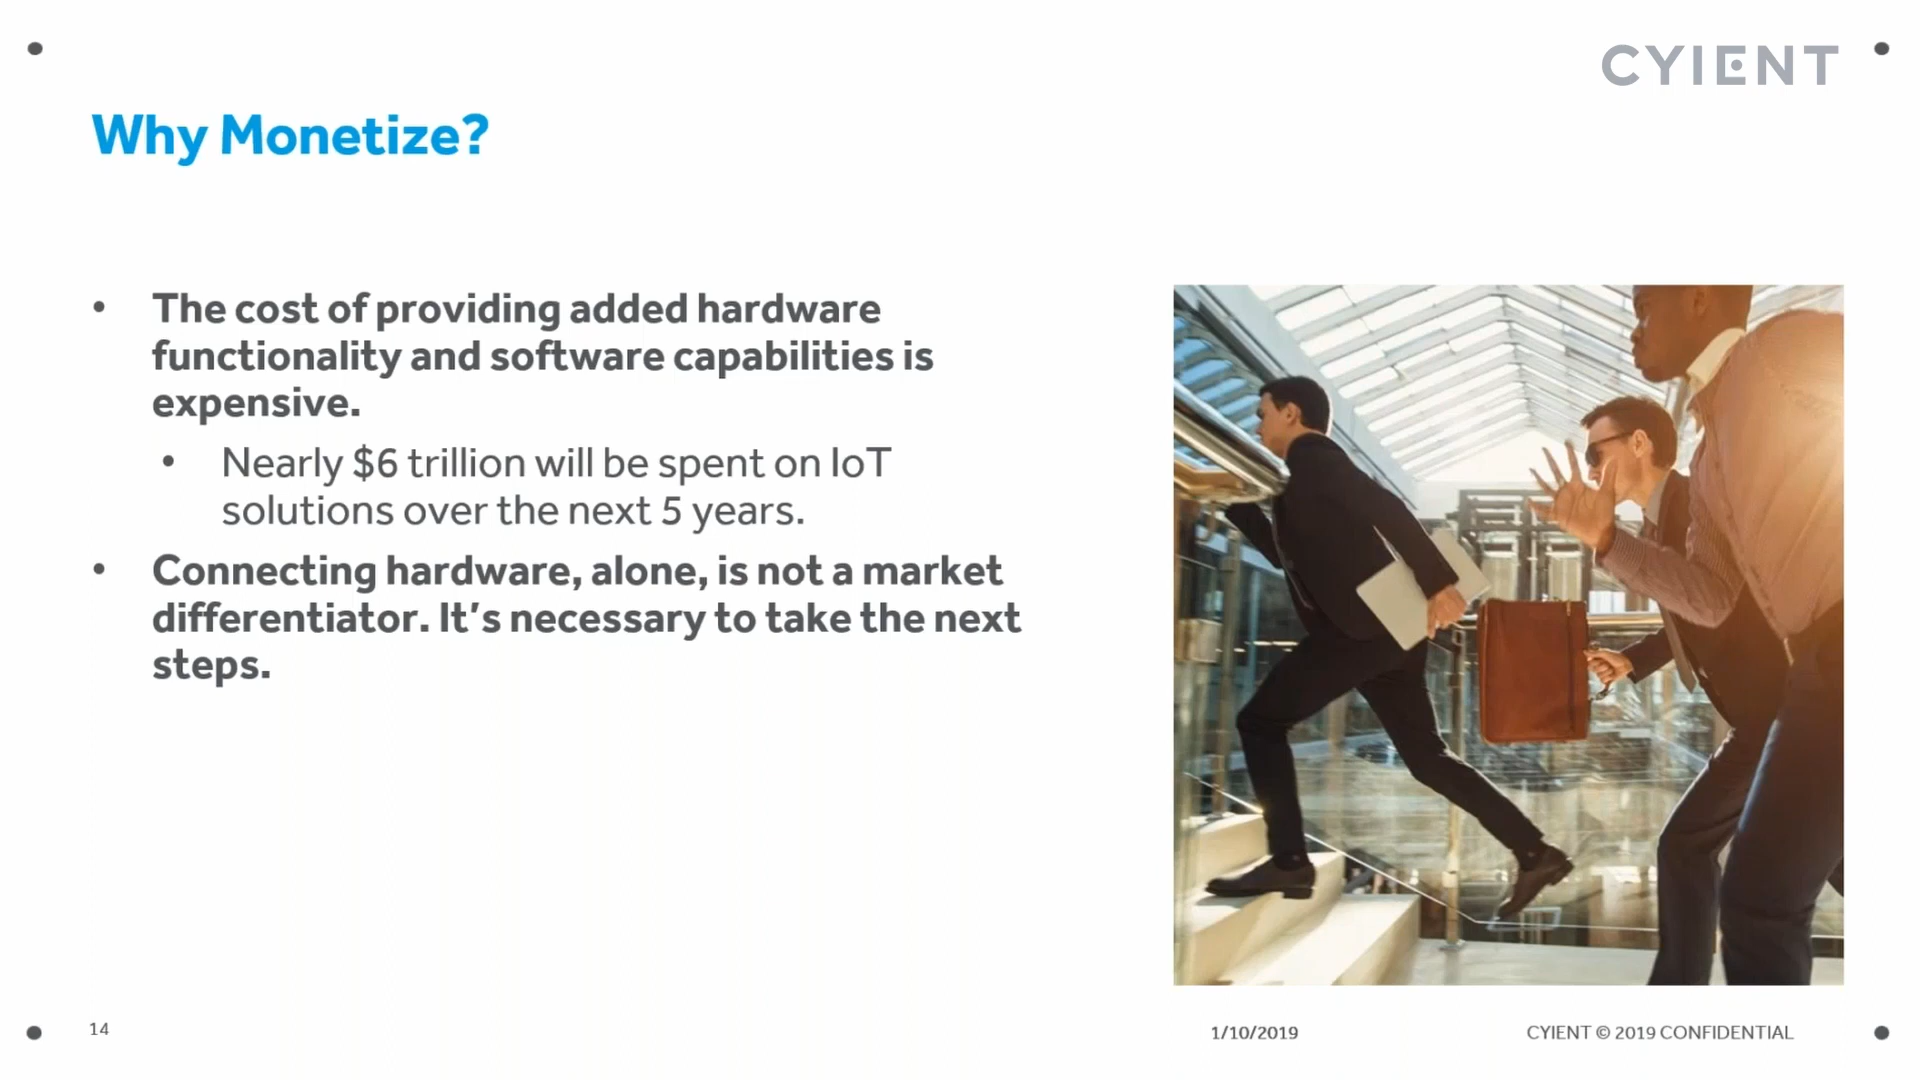 CYIENT
Why Monetize?
• The cost of providing added hardware
functionality and software capabilities is
expensive.
• Nearly $6 trillion will be spent on IoT
solutions over the next 5 years.
• Connecting hardware, alone, is not a market
differentiator. It's necessary to take the next
steps.
14
1/10/2019
CYIENT © 2019 CONFIDENTIAL